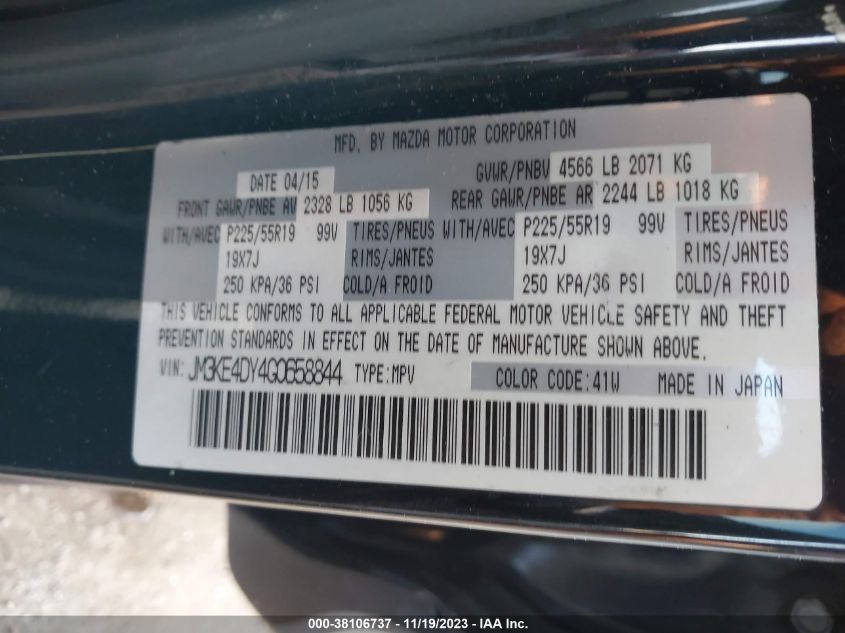 MFD. BY MAZDA MOTOR CORPORATION
DATE 04/15 GVWR/PNBV 4566 LB 2071 KG
FRONT GAWR/PNBE AV 2328 LB 1056 KG REAR GAWR/PNBE AR 2244 LB 1018 KG
WITH/AVEC P225/55R19 99V TIRES/PNEUS WITH/AVEC P225/55R19 99V TIRES/PNEUS
19X7J RIMS/JANTES 19X7J RIMS/JANTES
250 KPA/36 PSI COLD/A FROID 250 KPA/36 PSI COLD/A FROID
THIS VEHICLE CONFORMS TO ALL APPLICABLE FEDERAL MOTOR VEHICLE SAFETY AND THEFT
PREVENTION STANDARDS IN EFFECT ON THE DATE OF MANUFACTURE SHOWN ABOVE.
VIN: JM3KE4DY4G0658844 TYPE:MPV COLOR CODE:41W MADE IN JAPAN
000-38106737 - 11/19/2023 - IAA Inc.